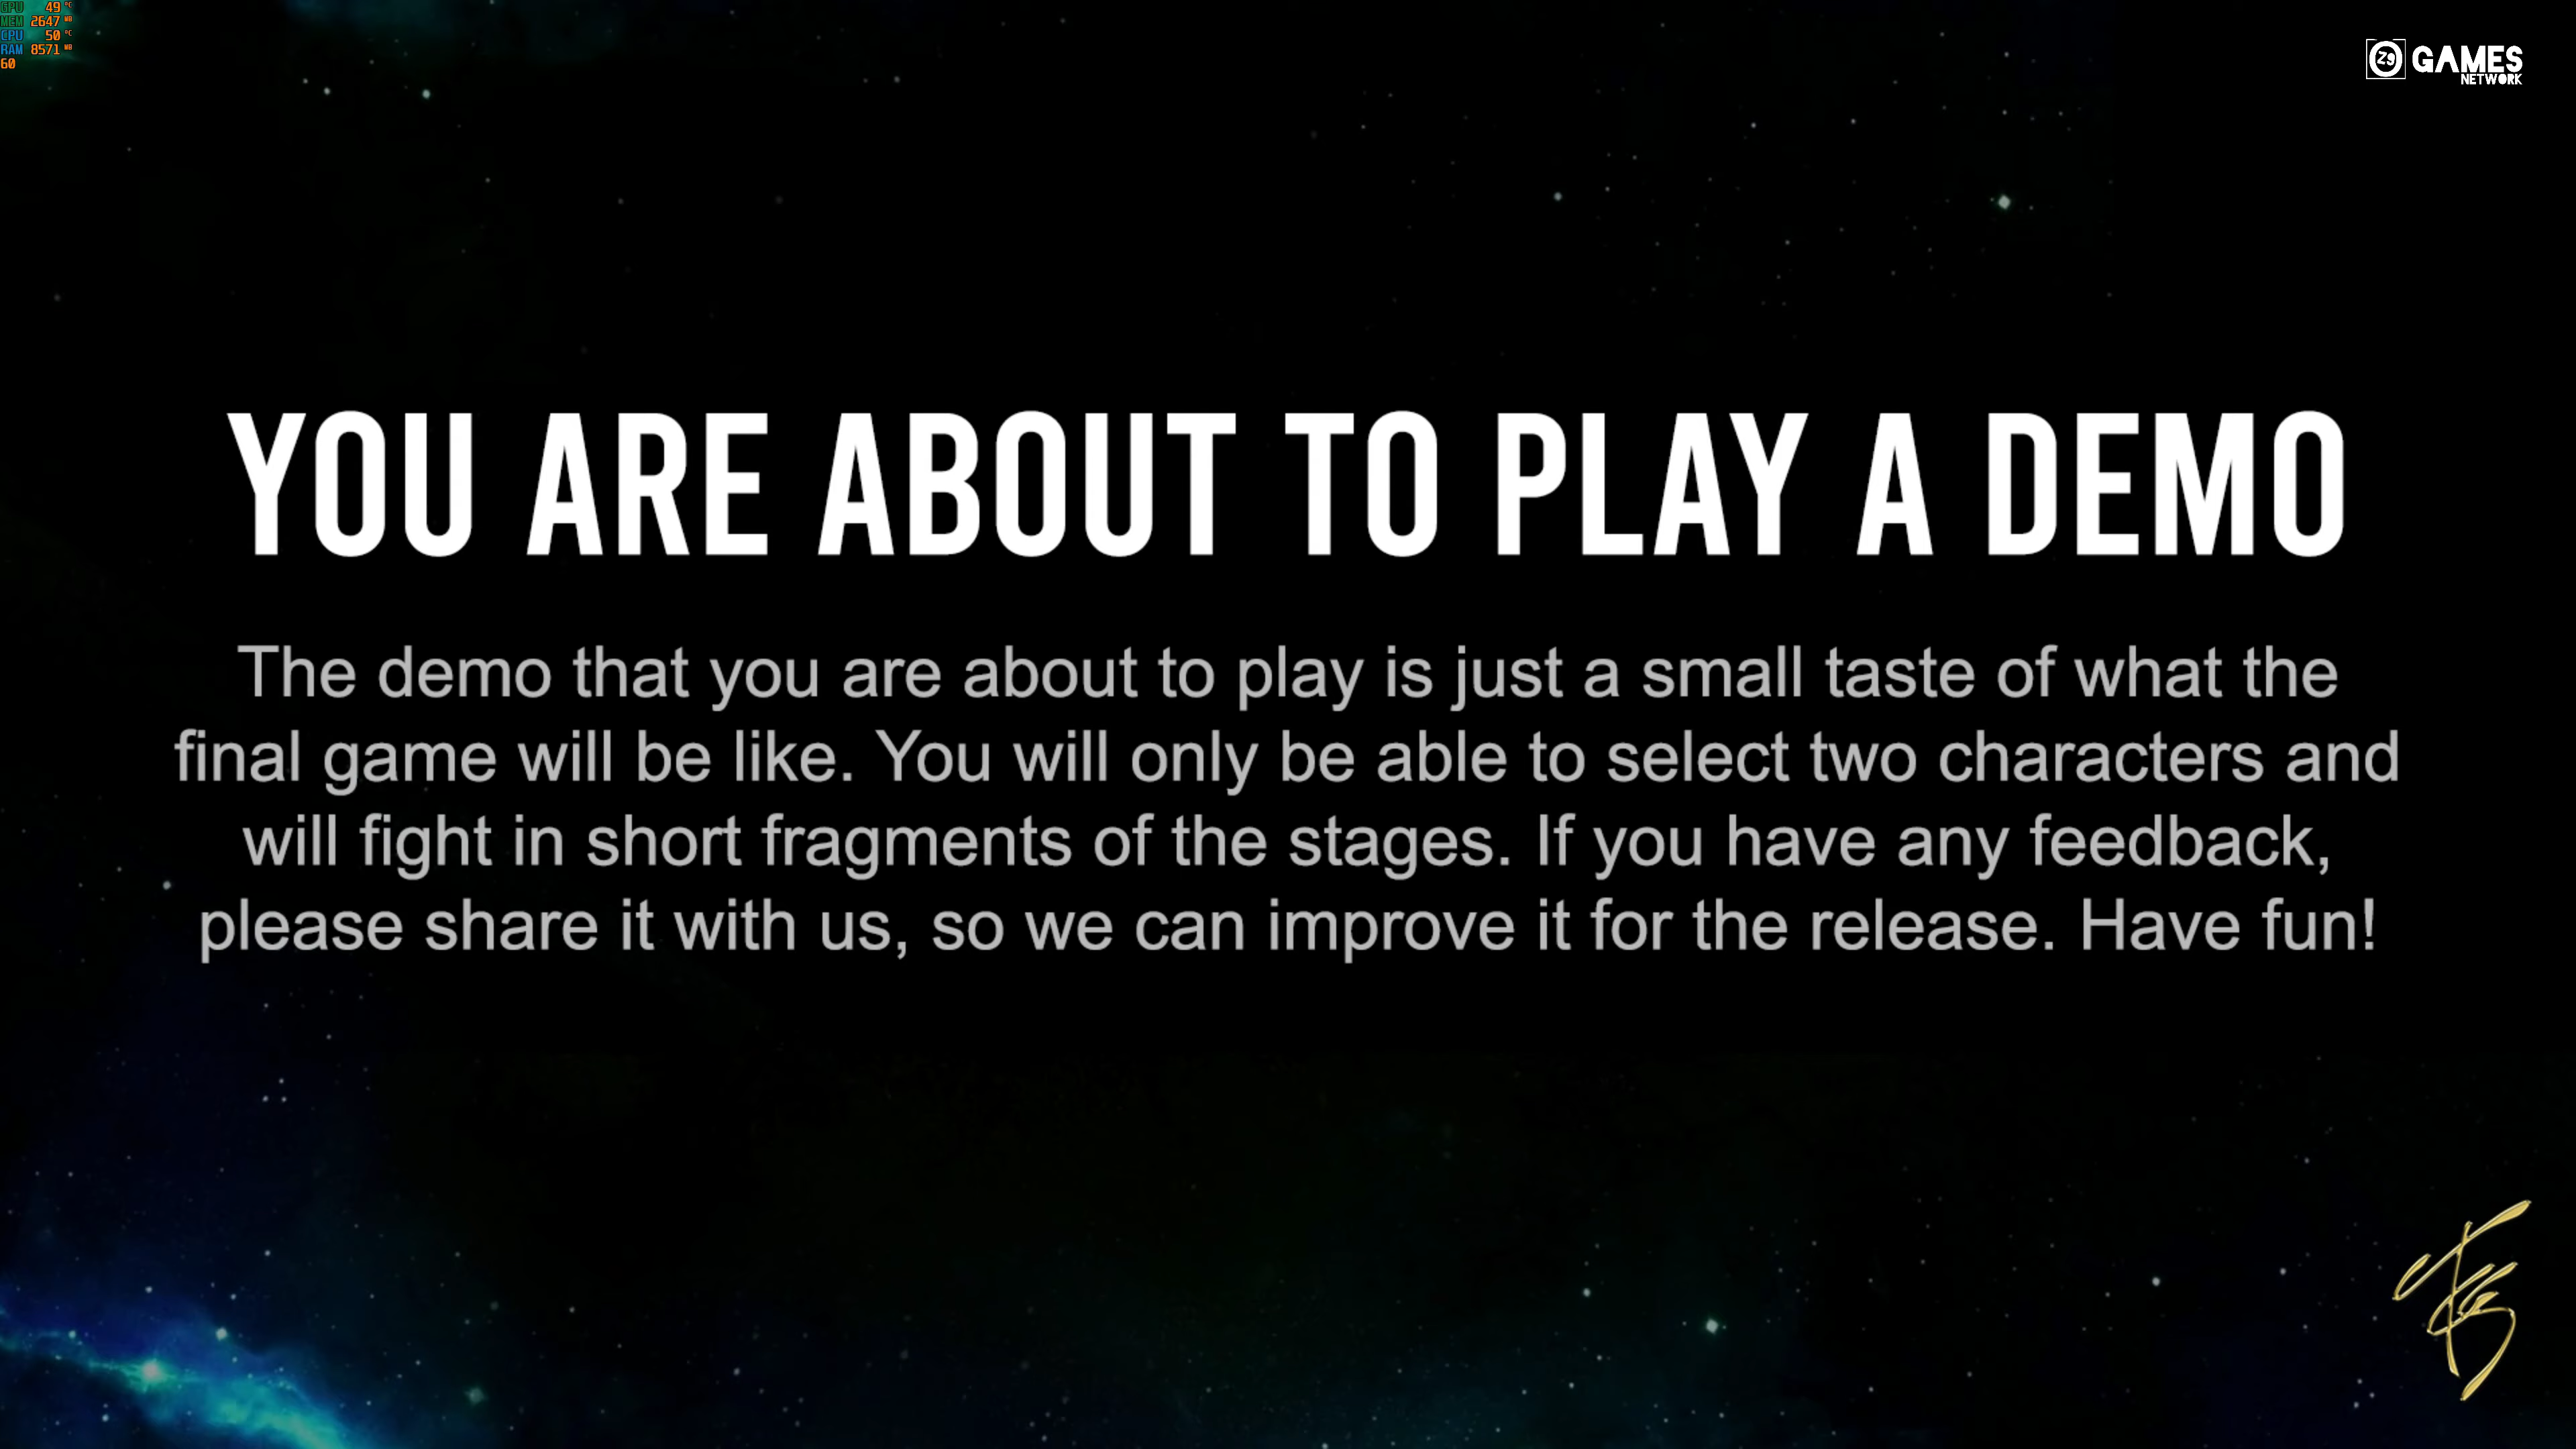 GPU 49 °C
MEM 2647 MB
CPU 50 °C
RAM 8571 MB
60
Z9 GAMES
NETWORK
YOU ARE ABOUT TO PLAY A DEMO
The demo that you are about to play is just a small taste of what the
final game will be like. You will only be able to select two characters and
will fight in short fragments of the stages. If you have any feedback,
please share it with us, so we can improve it for the release. Have fun!